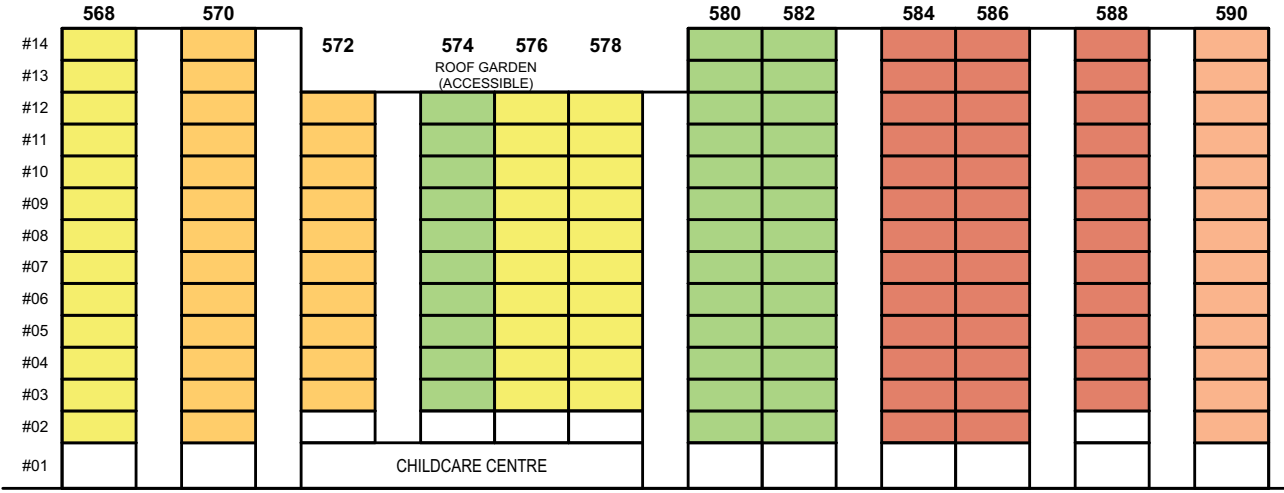 568 570 580 582 584 586 588 590
#14 572 574 576 578
ROOF GARDEN
#13
(ACCESSIBLE)
#12
#11
#10
#09
#08
#07
#06
#05
#04
#03
#02
#01 CHILDCARE CENTRE